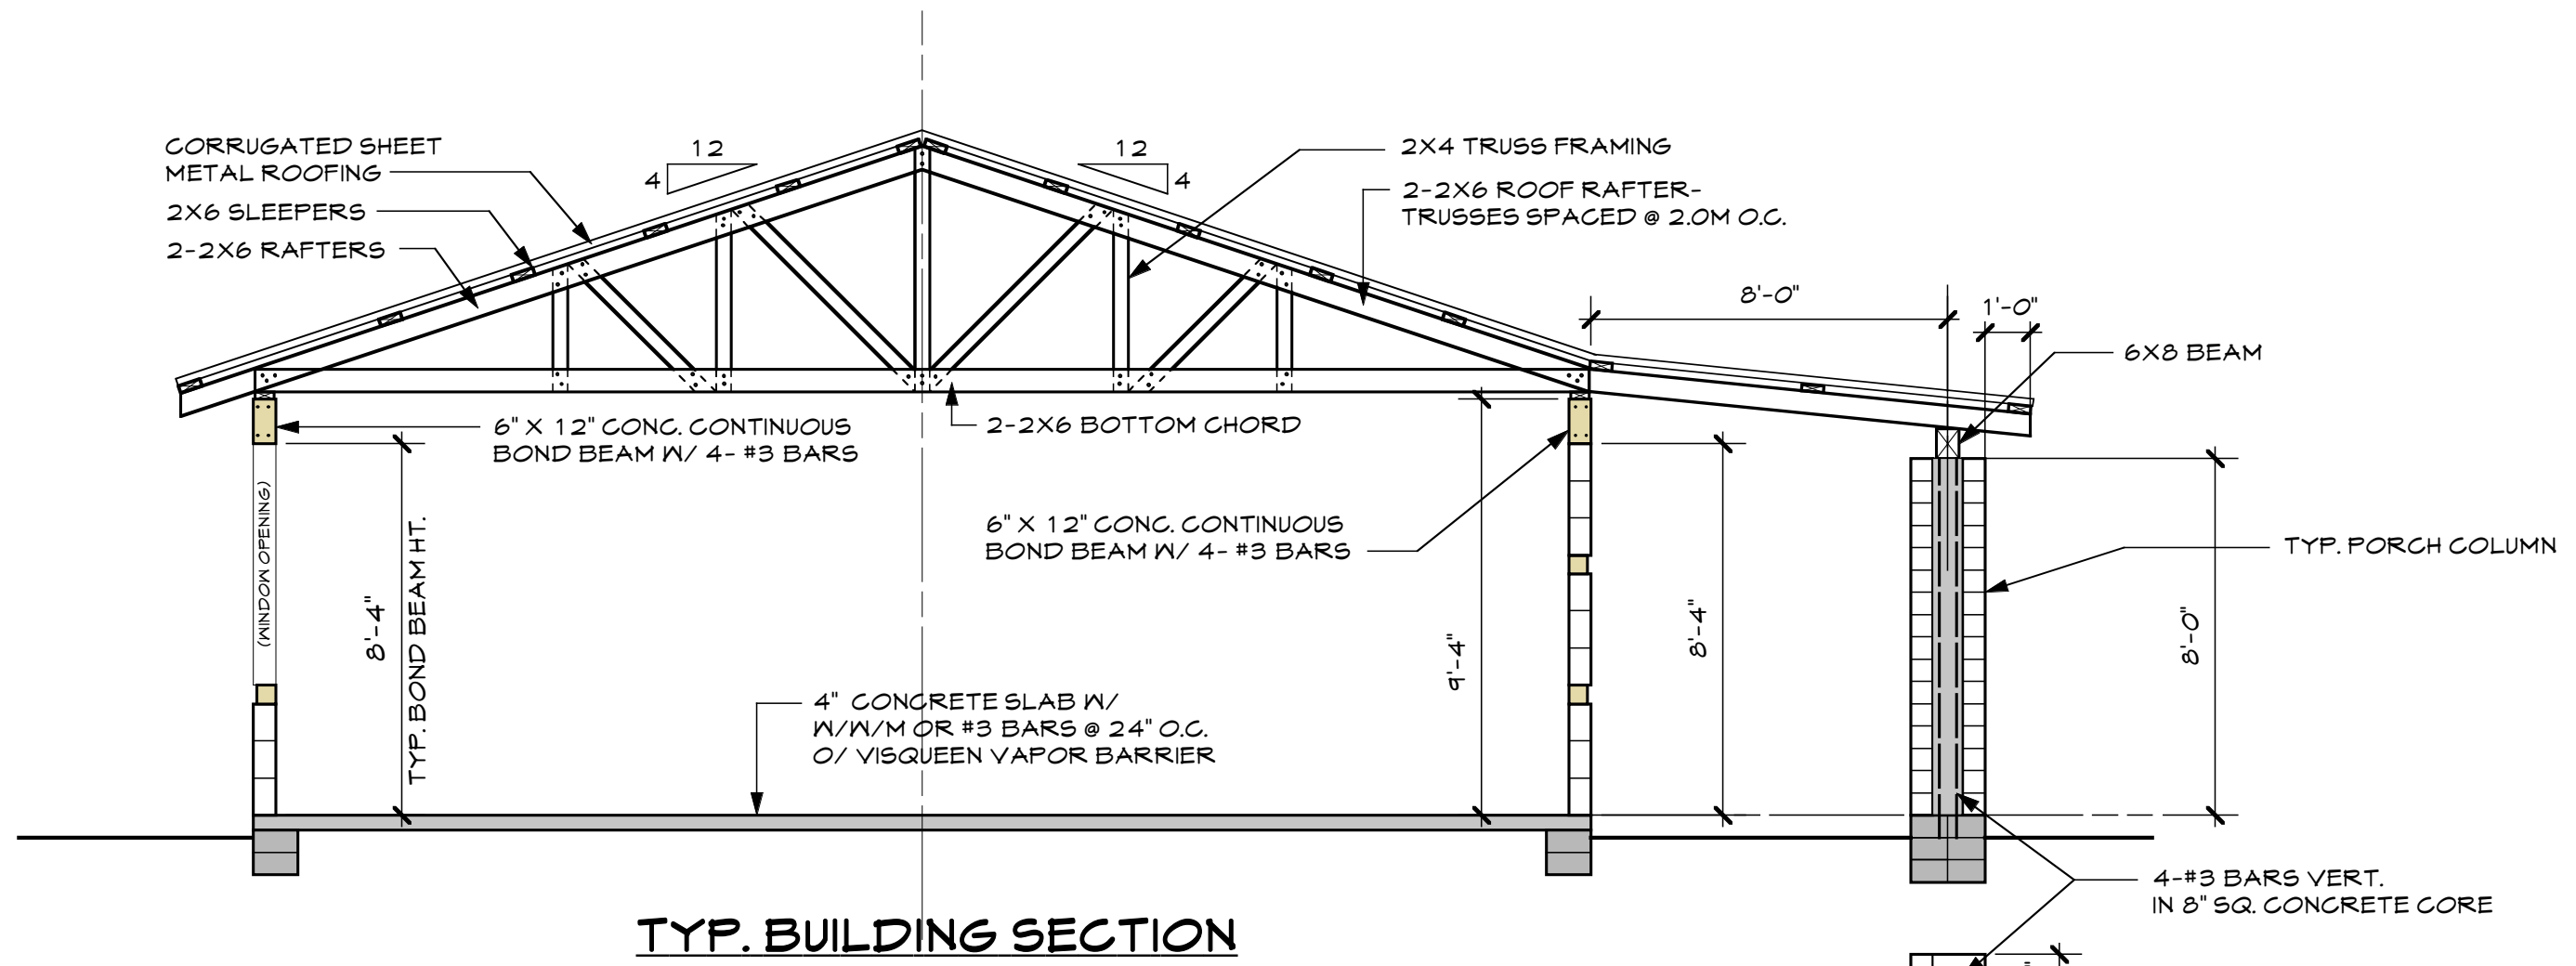 CORRUGATED SHEET
METAL ROOFING
2X6 SLEEPERS
2-2X6 RAFTERS
12
4
12
4
2X4 TRUSS FRAMING
2-2X6 ROOF RAFTER-
TRUSSES SPACED @ 2.0M O.C.
8'-0"
1'-0"
6X8 BEAM
6" X 12" CONC. CONTINUOUS
BOND BEAM W/ 4- #3 BARS
2-2X6 BOTTOM CHORD
(WINDOW OPENING)
8'-4"
TYP. BOND BEAM HT.
6" X 12" CONC. CONTINUOUS
BOND BEAM W/ 4- #3 BARS
9'-4"
8'-4"
8'-0"
TYP. PORCH COLUMN
4" CONCRETE SLAB W/
W/W/M OR #3 BARS @ 24" O.C.
O/ VISQUEEN VAPOR BARRIER
4-#3 BARS VERT.
IN 8" SQ. CONCRETE CORE
TYP. BUILDING SECTION